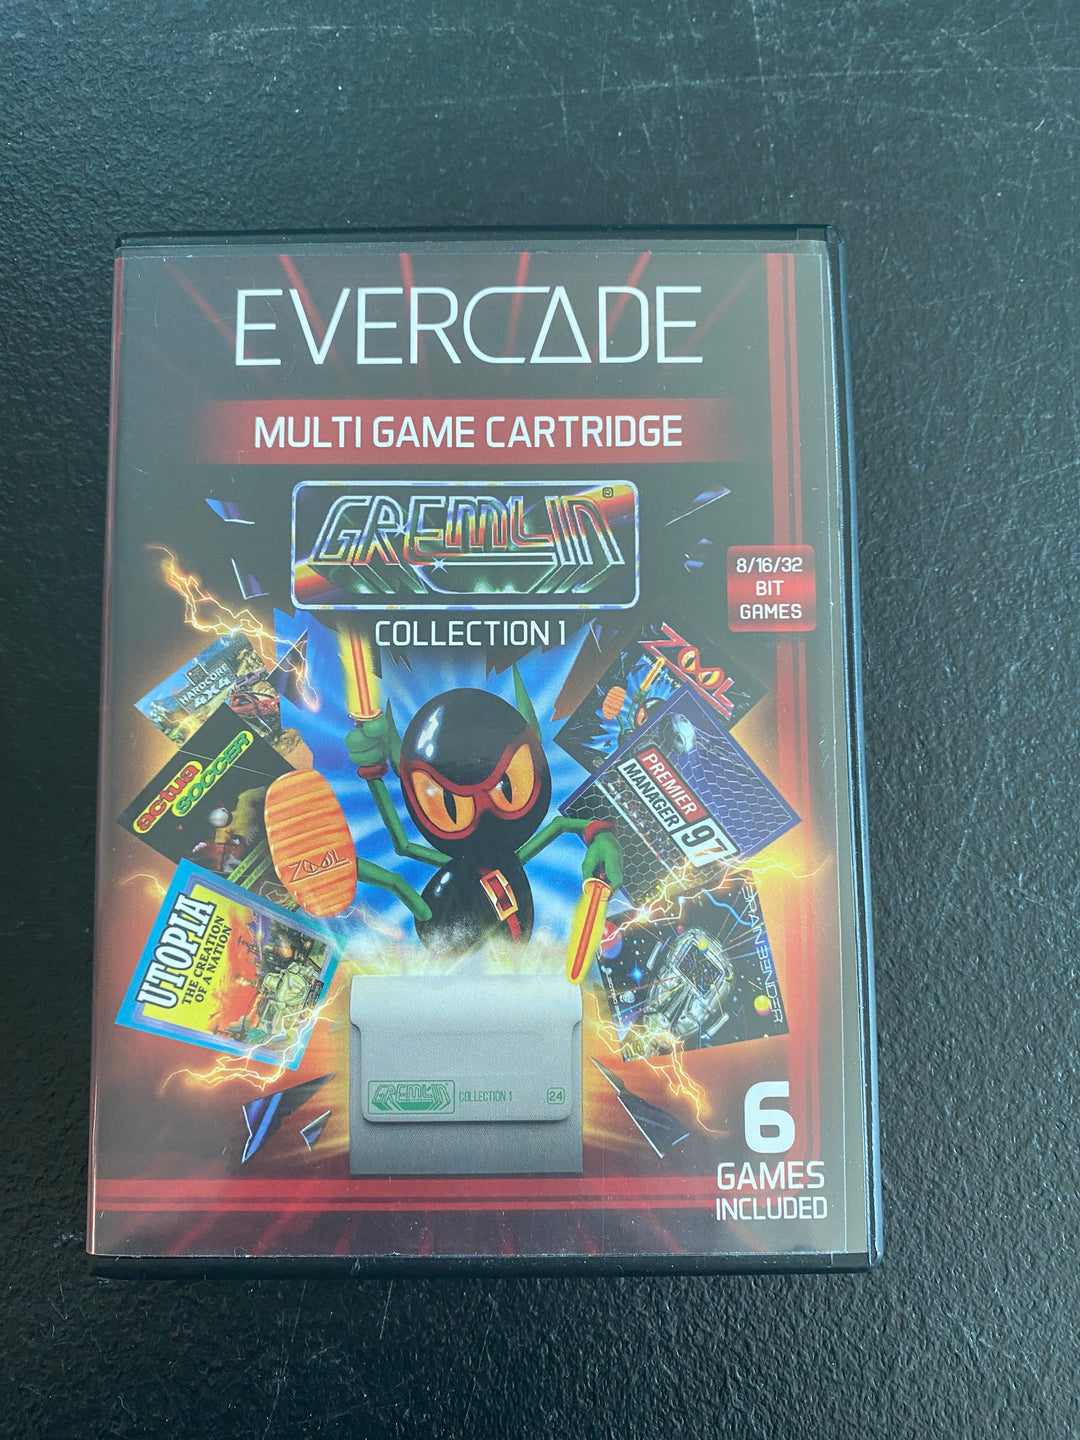 EVERCADE
MULTI GAME CARTRIDGE
GREMLIN®
COLLECTION 1
8/16/32
BIT
GAMES
HARDCORE
4X4
ZOOL
actua
SOCCER
PREMIER
MANAGER 97
ZOOL
UTOPIA
THE CREATION
OF A NATION
BRAIN BENDER
GREMLIN COLLECTION 1 24
6
GAMES
INCLUDED